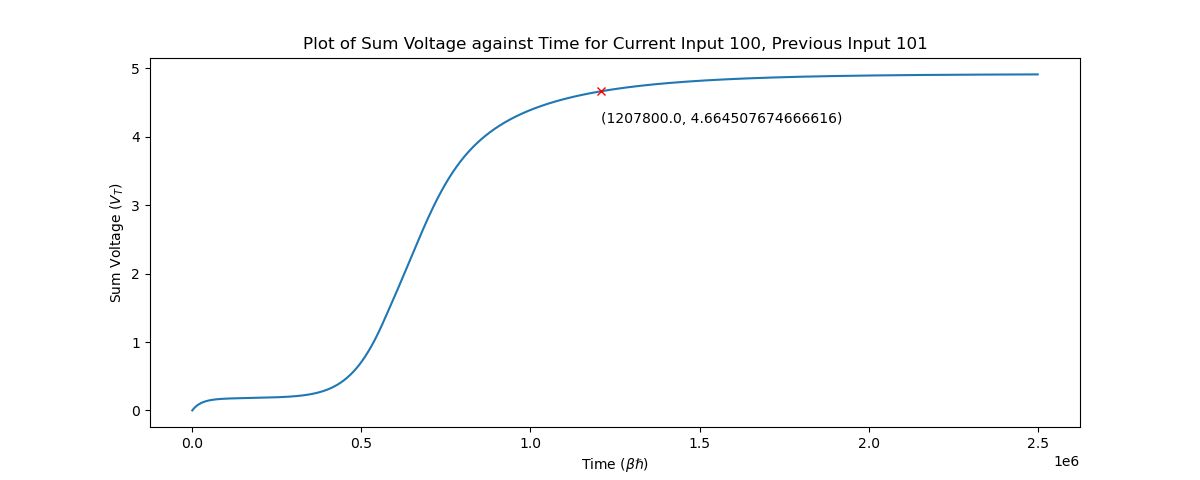 Plot of Sum Voltage against Time for Current Input 100, Previous Input 101
Sum Voltage (V_T)
5
4
3
2
1
0
(1207800.0, 4.664507674666616)
0.0 0.5 1.0 1.5 2.0 2.5
1e6
Time (βħ)